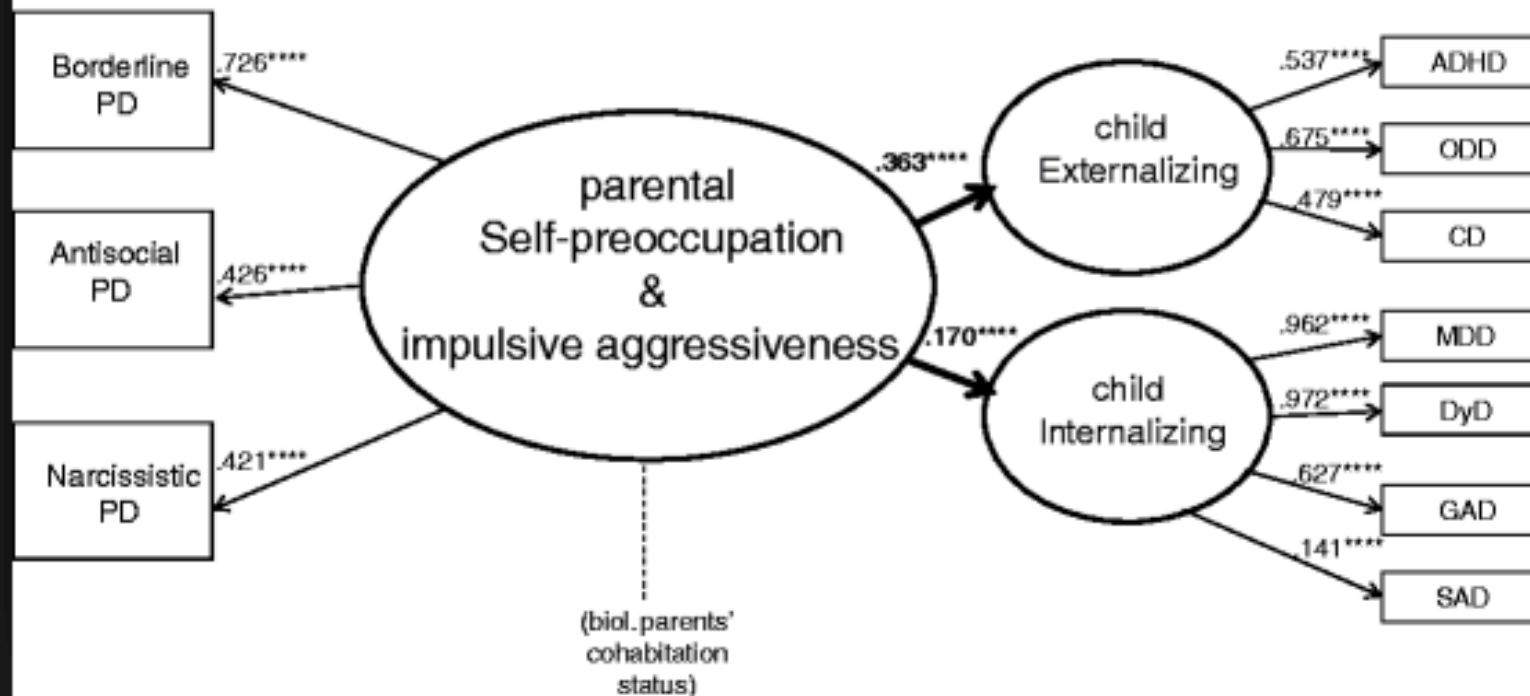 Borderline
PD
.726****
Antisocial
PD
.426****
Narcissistic
PD
.421****
parental
Self-preoccupation
&
impulsive aggressiveness
(biol.parents'
cohabitation
status)
.363****
.170****
child
Externalizing
.537****
ADHD
.675****
ODD
.479****
CD
child
Internalizing
.962****
MDD
.972****
DyD
.627****
GAD
.141****
SAD